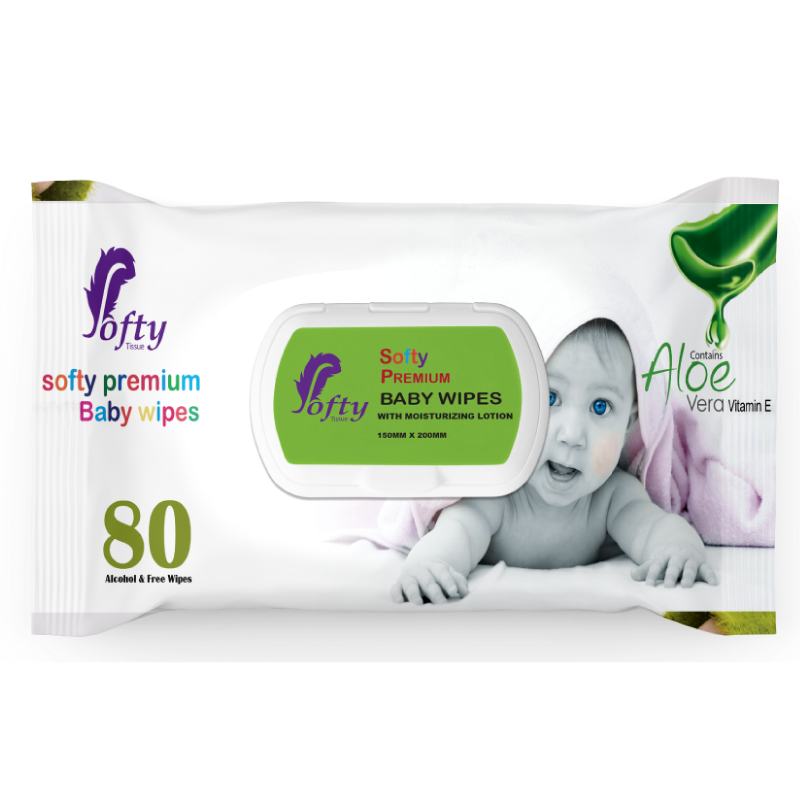 Softy
Tissue
softy premium
Baby wipes
80
Alcohol & Free Wipes
Softy
Tissue
Softy
PREMIUM
BABY WIPES
WITH MOISTURIZING LOTION
150MM X 200MM
Contains
Aloe
Vera Vitamin E